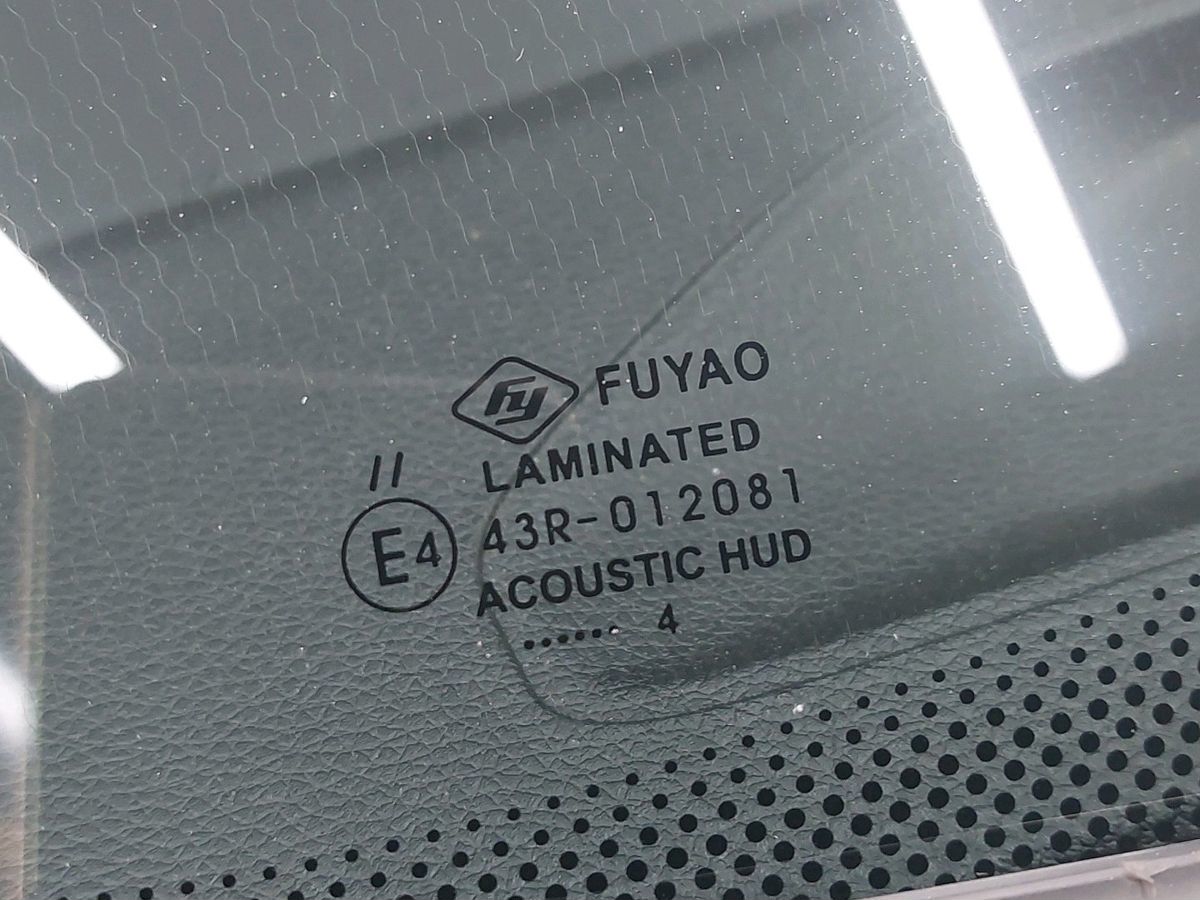 fy FUYAO
LAMINATED
II
E4 43R-012081
ACOUSTIC HUD
...... 4